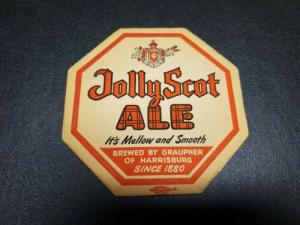 Jolly Scot
ALE
It's Mellow and Smooth
BREWED BY GRAUPNER
OF HARRISBURG
SINCE 1880